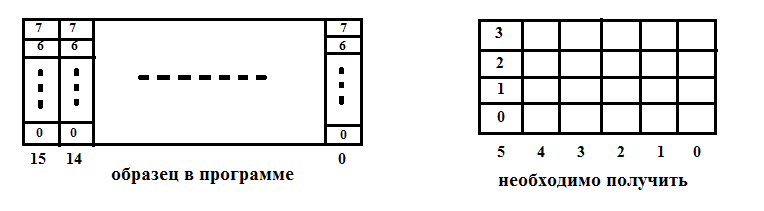 7 7 7
6 6 6
0 0 0
15 14 0
образец в программе
3
2
1
0
5 4 3 2 1 0
необходимо получить